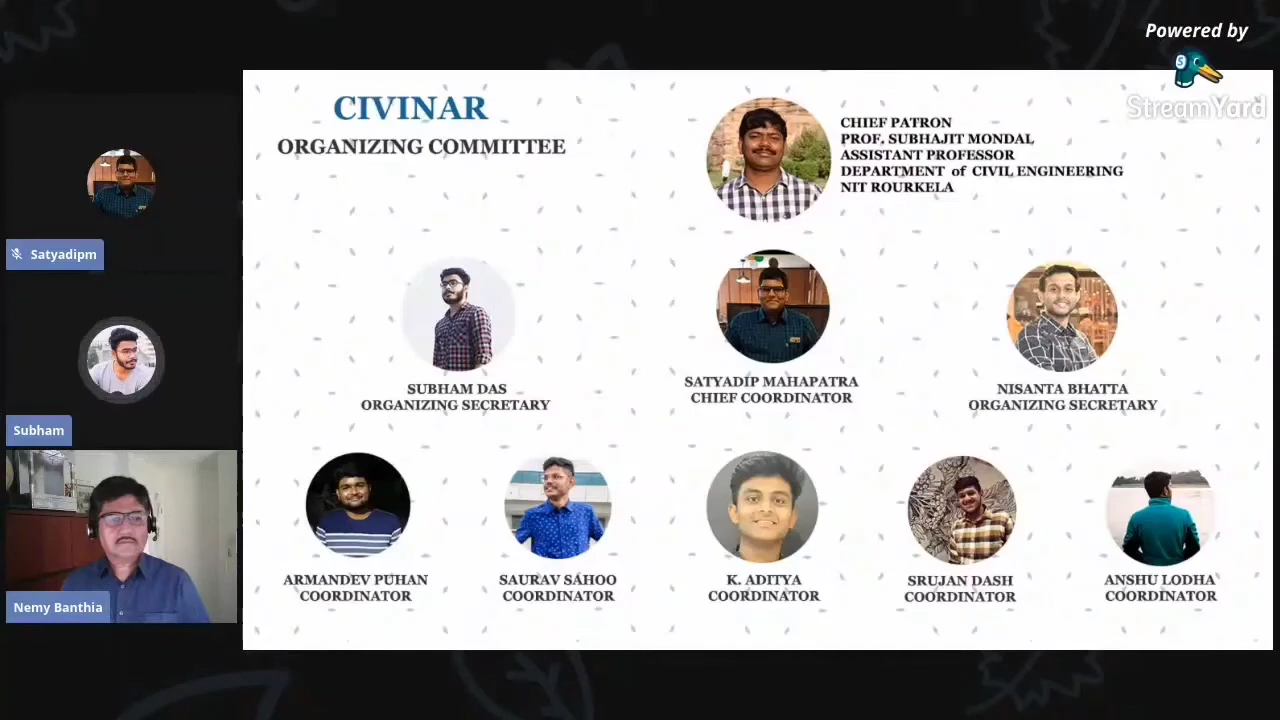 Powered by
StreamYard
CIVINAR
ORGANIZING COMMITTEE
CHIEF PATRON
PROF. SUBHAJIT MONDAL
ASSISTANT PROFESSOR
DEPARTMENT of CIVIL ENGINEERING
NIT ROURKELA
Satyadipm
SUBHAM DAS
ORGANIZING SECRETARY
SATYADIP MAHAPATRA
CHIEF COORDINATOR
NISANTA BHATTA
ORGANIZING SECRETARY
Subham
ARMANDEV PUHAN
COORDINATOR
SAURAV SAHOO
COORDINATOR
K. ADITYA
COORDINATOR
SRUJAN DASH
COORDINATOR
ANSHU LODHA
COORDINATOR
Nemy Banthia